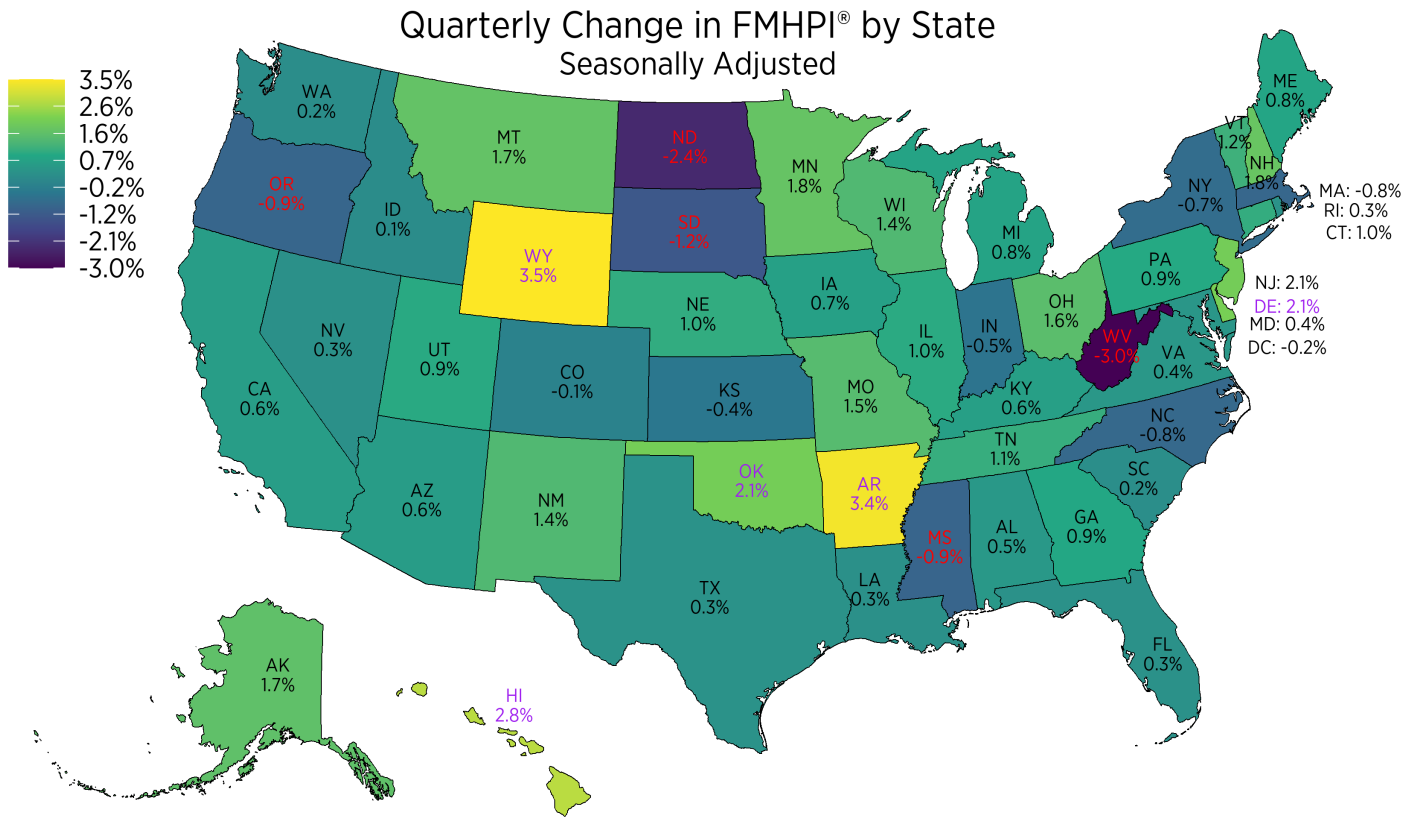 Quarterly Change in FMHPI® by State
Seasonally Adjusted
3.5%
2.6%
1.6%
0.7%
-0.2%
-1.2%
-2.1%
-3.0%
WA
0.2%
OR
-0.9%
ID
0.1%
MT
1.7%
ND
-2.4%
SD
-1.2%
MN
1.8%
WI
1.4%
MI
0.8%
ME
0.8%
VT
1.2%
NH
1.8%
NY
-0.7%
MA: -0.8%
RI: 0.3%
CT: 1.0%
WY
3.5%
NE
1.0%
IA
0.7%
PA
0.9%
NJ: 2.1%
DE: 2.1%
MD: 0.4%
DC: -0.2%
CA
0.6%
NV
0.3%
UT
0.9%
CO
-0.1%
KS
-0.4%
MO
1.5%
IL
1.0%
IN
-0.5%
OH
1.6%
WV
-3.0%
VA
0.4%
KY
0.6%
NC
-0.8%
TN
1.1%
SC
0.2%
AZ
0.6%
NM
1.4%
OK
2.1%
AR
3.4%
MS
-0.9%
AL
0.5%
GA
0.9%
TX
0.3%
LA
0.3%
FL
0.3%
AK
1.7%
HI
2.8%